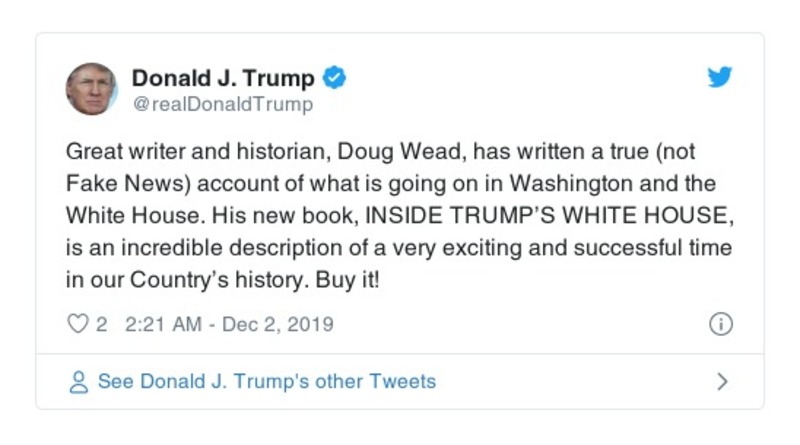 Donald J. Trump
@realDonaldTrump
Great writer and historian, Doug Wead, has written a true (not
Fake News) account of what is going on in Washington and the
White House. His new book, INSIDE TRUMP’S WHITE HOUSE,
is an incredible description of a very exciting and successful time
in our Country’s history. Buy it!
2 2:21 AM - Dec 2, 2019
See Donald J. Trump's other Tweets